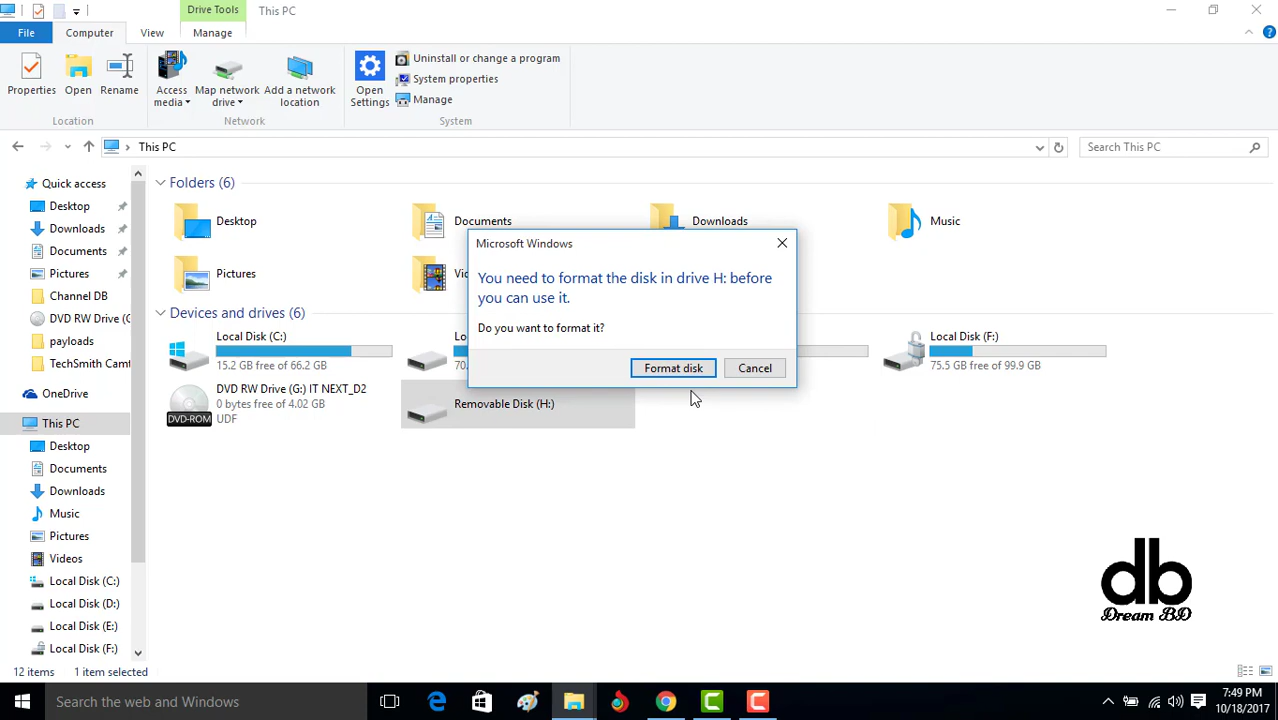 Drive Tools
This PC
File
Computer
View
Manage
Properties
Open
Rename
Access media
Map network drive
Add a network location
Open Settings
Uninstall or change a program
System properties
Manage
Location
Network
System
This PC
Search This PC
Quick access
Desktop
Downloads
Documents
Pictures
Channel DB
DVD RW Drive (G
payloads
TechSmith Camt
OneDrive
This PC
Desktop
Documents
Downloads
Music
Pictures
Videos
Local Disk (C:)
Local Disk (D:)
Local Disk (E:)
Local Disk (F:)
Folders (6)
Desktop
Documents
Downloads
Music
Pictures
Vi
Devices and drives (6)
Local Disk (C:)
15.2 GB free of 66.2 GB
Lo
70.
Local Disk (F:)
75.5 GB free of 99.9 GB
DVD RW Drive (G:) IT NEXT_D2
0 bytes free of 4.02 GB
UDF
DVD-ROM
Removable Disk (H:)
Microsoft Windows
You need to format the disk in drive H: before
you can use it.
Do you want to format it?
Format disk
Cancel
db
Dream BD
12 items
1 item selected
Search the web and Windows
7:49 PM
10/18/2017